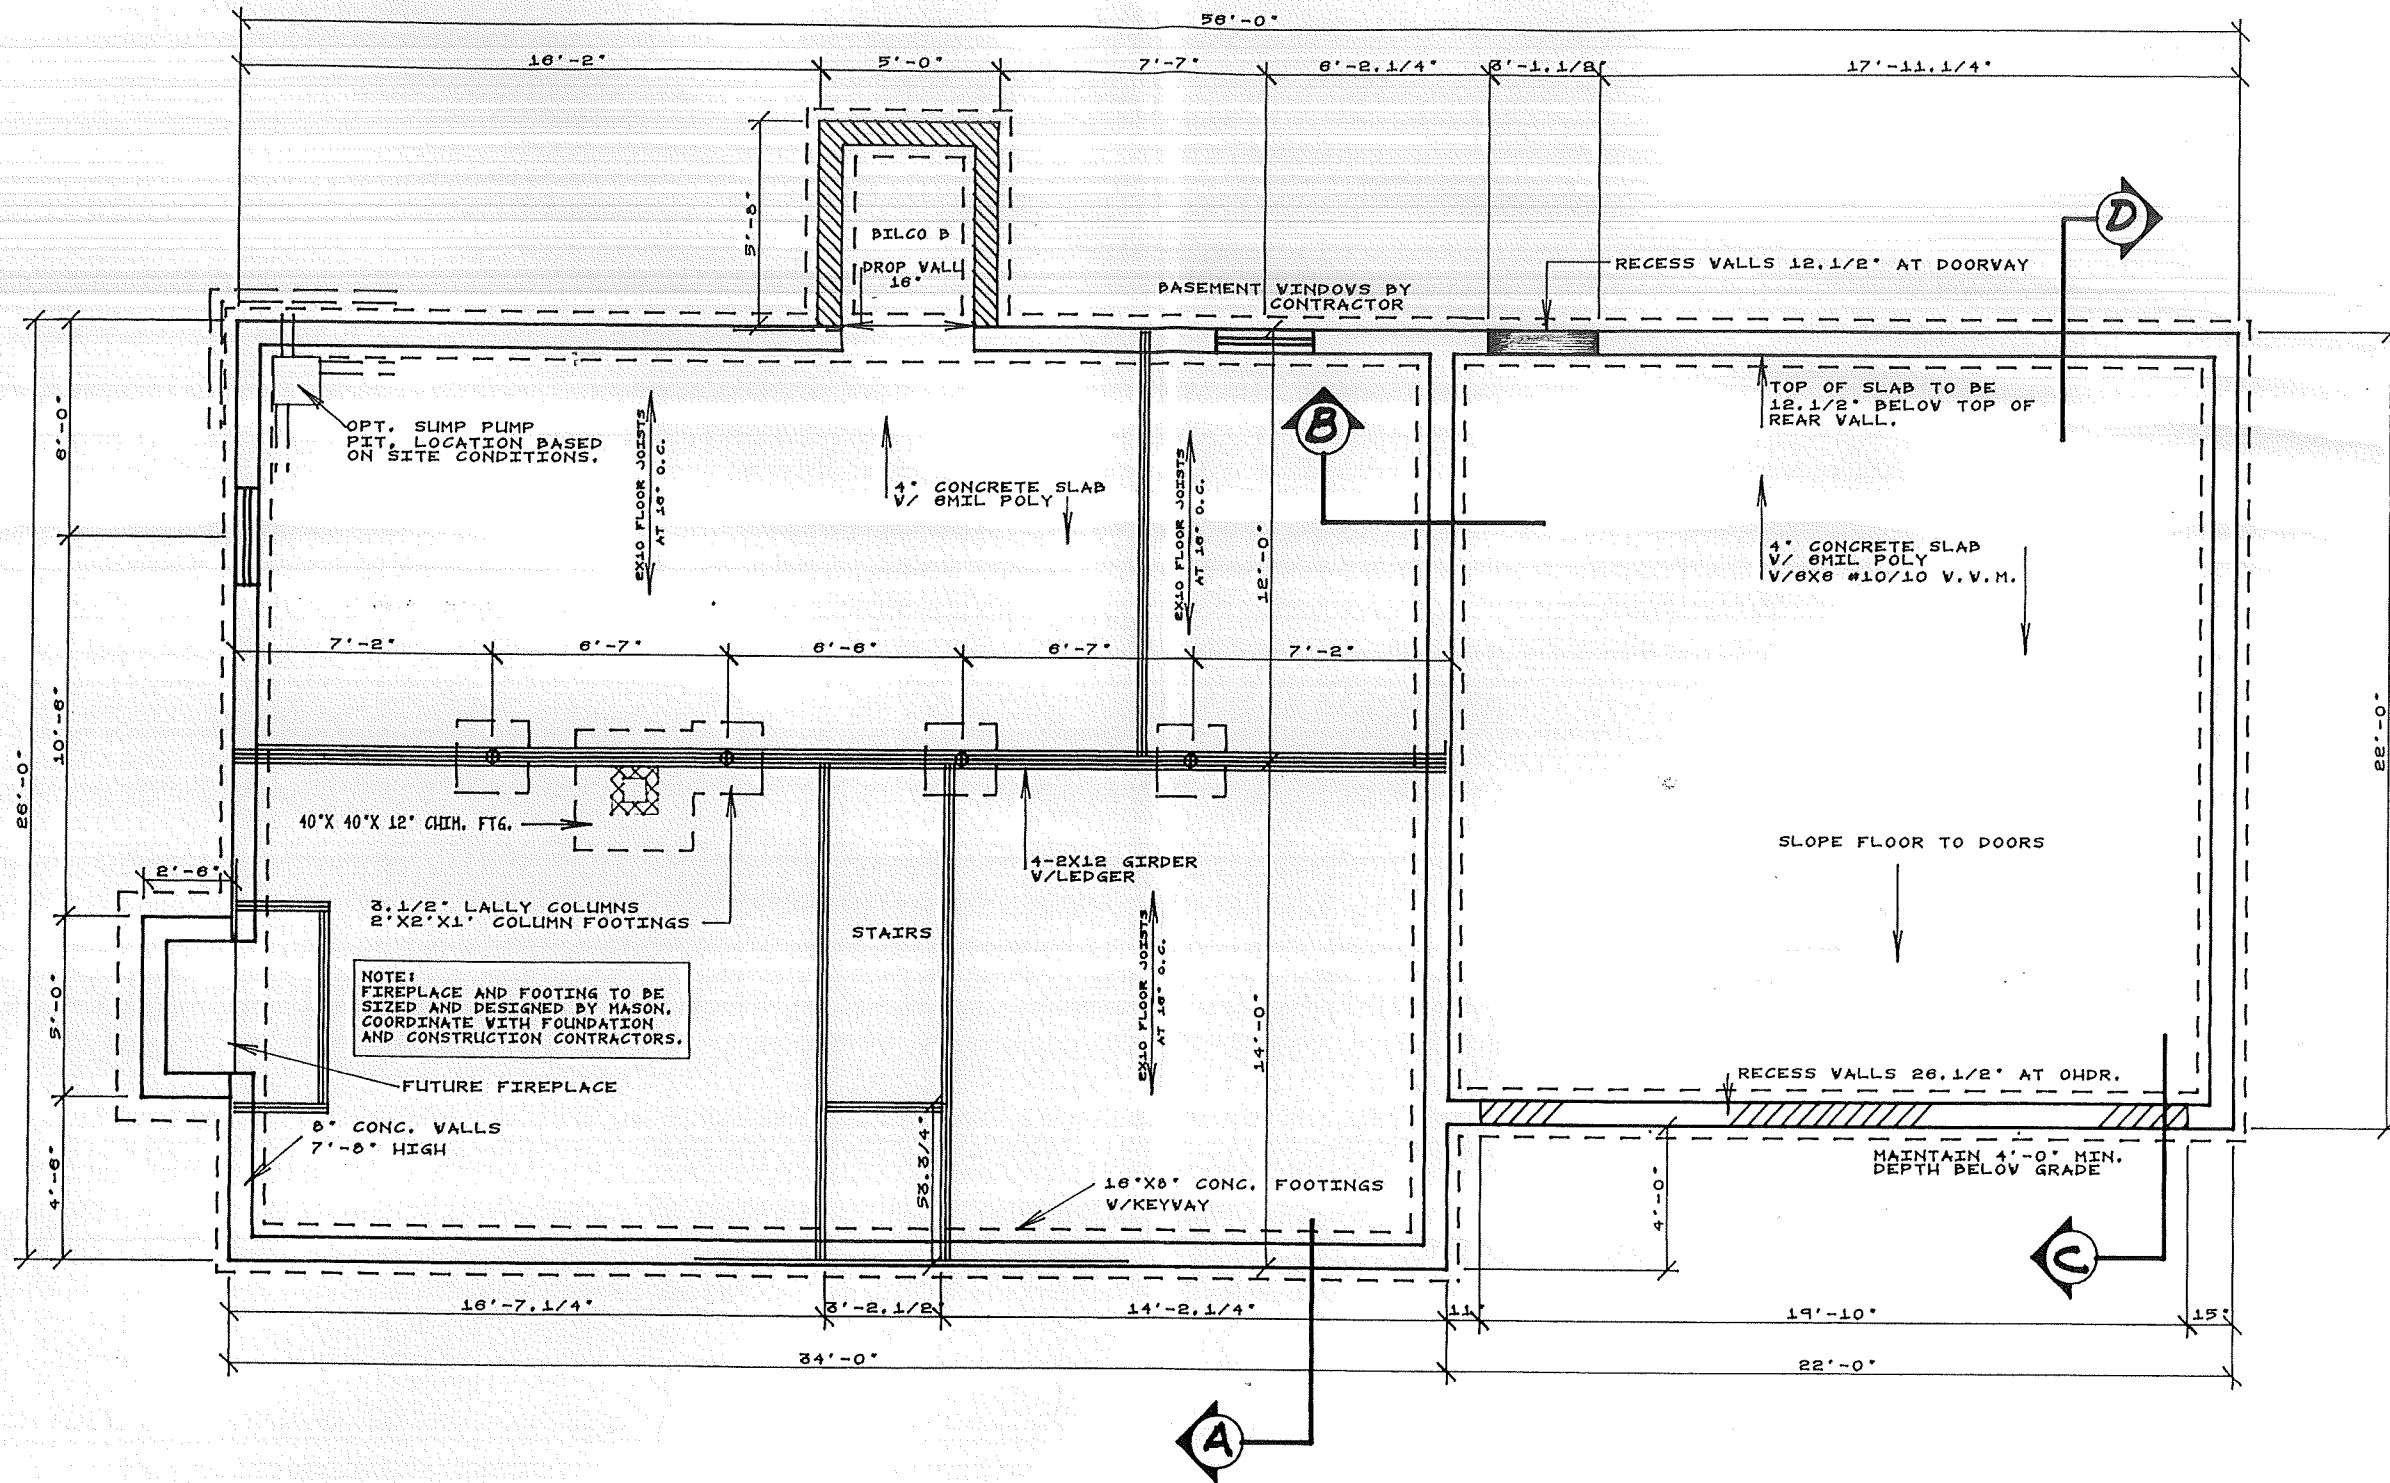 56'-0"
16'-2"
5'-0"
7'-7"
6'-2.1/4"
3'-1.1/2"
17'-11.1/4"
5'-8"
BILCO B
DROP WALL
16"
BASEMENT WINDOWS BY
CONTRACTOR
RECESS WALLS 12.1/2" AT DOORWAY
D
OPT. SUMP PUMP
PIT. LOCATION BASED
ON SITE CONDITIONS.
2X10 FLOOR JOISTS
AT 16" O.C.
4" CONCRETE SLAB
W/ 6MIL POLY
2X10 FLOOR JOISTS
AT 16" O.C.
B
TOP OF SLAB TO BE
12.1/2" BELOW TOP OF
REAR WALL.
4" CONCRETE SLAB
W/ 6MIL POLY
W/6X6 #10/10 W.W.M.
6'-0"
10'-6"
26'-0"
5'-0"
4'-6"
12'-0"
7'-2"
6'-7"
6'-6"
6'-7"
7'-2"
22'-0"
40"X 40"X 12" CHIM. FTG.
4-2X12 GIRDER
W/LEDGER
SLOPE FLOOR TO DOORS
2'-6"
3.1/2" LALLY COLUMNS
2'X2'X1' COLUMN FOOTINGS
STAIRS
2X10 FLOOR JOISTS
AT 16" O.C.
14'-0"
NOTE:
FIREPLACE AND FOOTING TO BE
SIZED AND DESIGNED BY MASON.
COORDINATE WITH FOUNDATION
AND CONSTRUCTION CONTRACTORS.
FUTURE FIREPLACE
RECESS WALLS 26.1/2" AT OHDR.
8" CONC. WALLS
7'-8" HIGH
53.3/4"
16"X8" CONC. FOOTINGS
W/KEYWAY
MAINTAIN 4'-0" MIN.
DEPTH BELOW GRADE
4'-0"
C
16'-7.1/4"
3'-2.1/2"
14'-2.1/4"
11"
19'-10"
15"
34'-0"
22'-0"
A